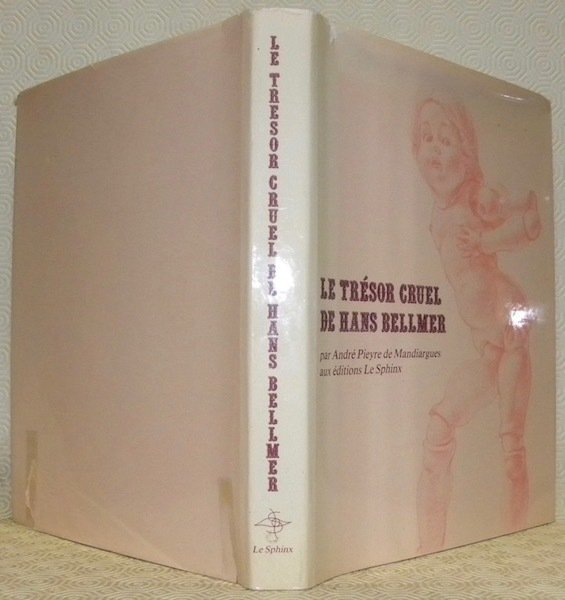 LE TRESOR CRUEL DE HANS BELLMER
Le Sphinx
LE TRÉSOR CRUEL
DE HANS BELLMER
par André Pieyre de Mandiargues
aux éditions Le Sphinx